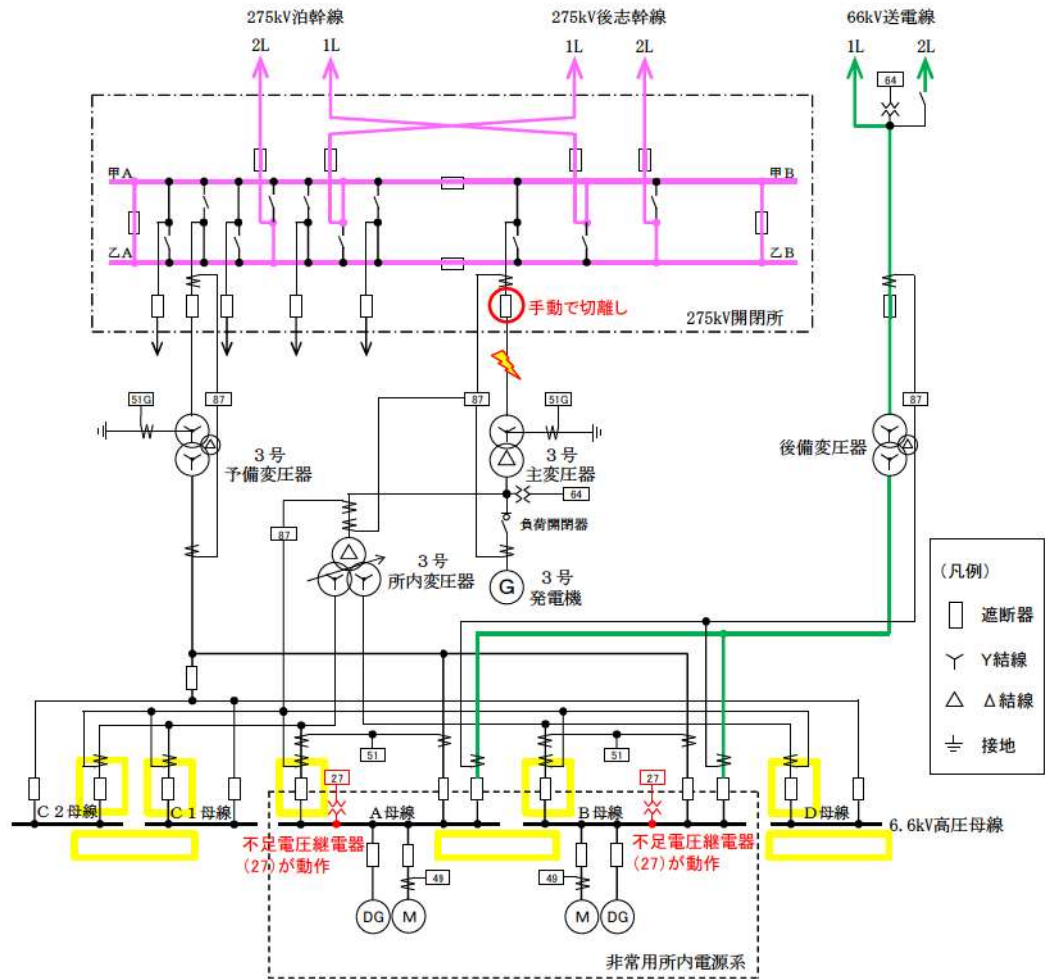 275kV泊幹線
275kV後志幹線
66kV送電線
2L
1L
1L
2L
1L
2L
64
甲A
甲B
乙A
乙B
手動で切離し
275kV開閉所
51G
87
87
51G
87
3号
予備変圧器
3号
主変圧器
後備変圧器
64
87
負荷開閉器
3号
所内変圧器
G
3号
発電機
(凡例)
遮断器
Y結線
Δ結線
接地
51
51
27
27
C2母線
C1母線
A母線
B母線
D母線
6.6kV高圧母線
不足電圧継電器
(27)が動作
不足電圧継電器
(27)が動作
49
49
DG
M
M
DG
非常用所内電源系